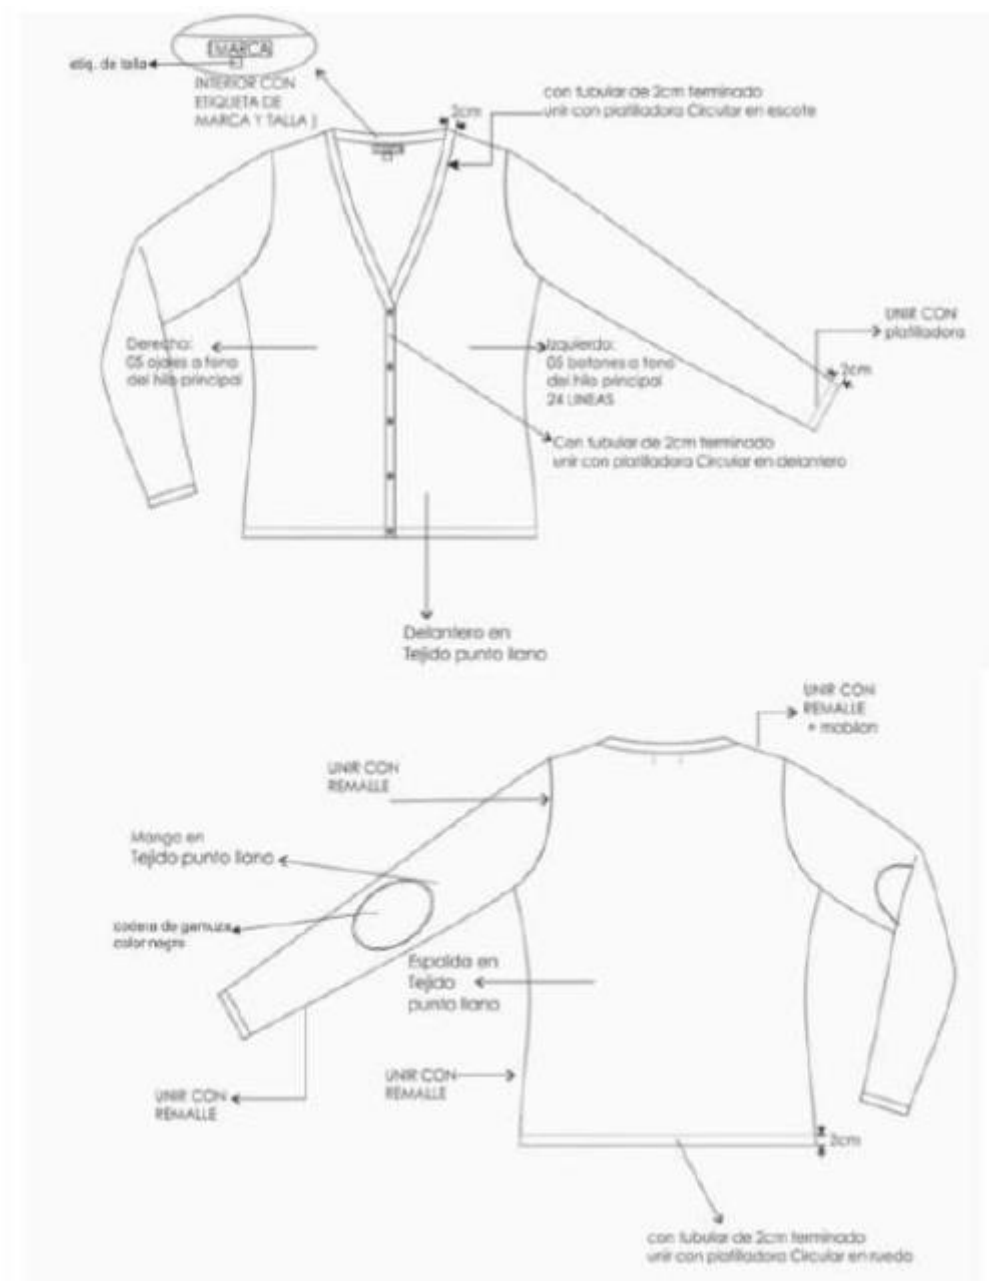 MARCA
etiq. de talla
INTERIOR CON
ETIQUETA DE
MARCA Y TALLA )
2cm
con tubular de 2cm terminado
unir con platilladora Circular en escote
UNIR CON
platilladora
2cm
Derecho:
05 ojales a tono
del hilo principal
Izquierdo:
05 botones a tono
del hilo principal
24 LINEAS
Con tubular de 2cm terminado
unir con platilladora Circular en delantero
Delantero en
Tejido punto llano
UNIR CON
REMALLE
+ mobilon
UNIR CON
REMALLE
Manga en
Tejido punto llano
codera de gamuza
color negro
Espalda en
Tejido
punto llano
UNIR CON
REMALLE
UNIR CON
REMALLE
2cm
con tubular de 2cm terminado
unir con platilladora Circular en ruedo